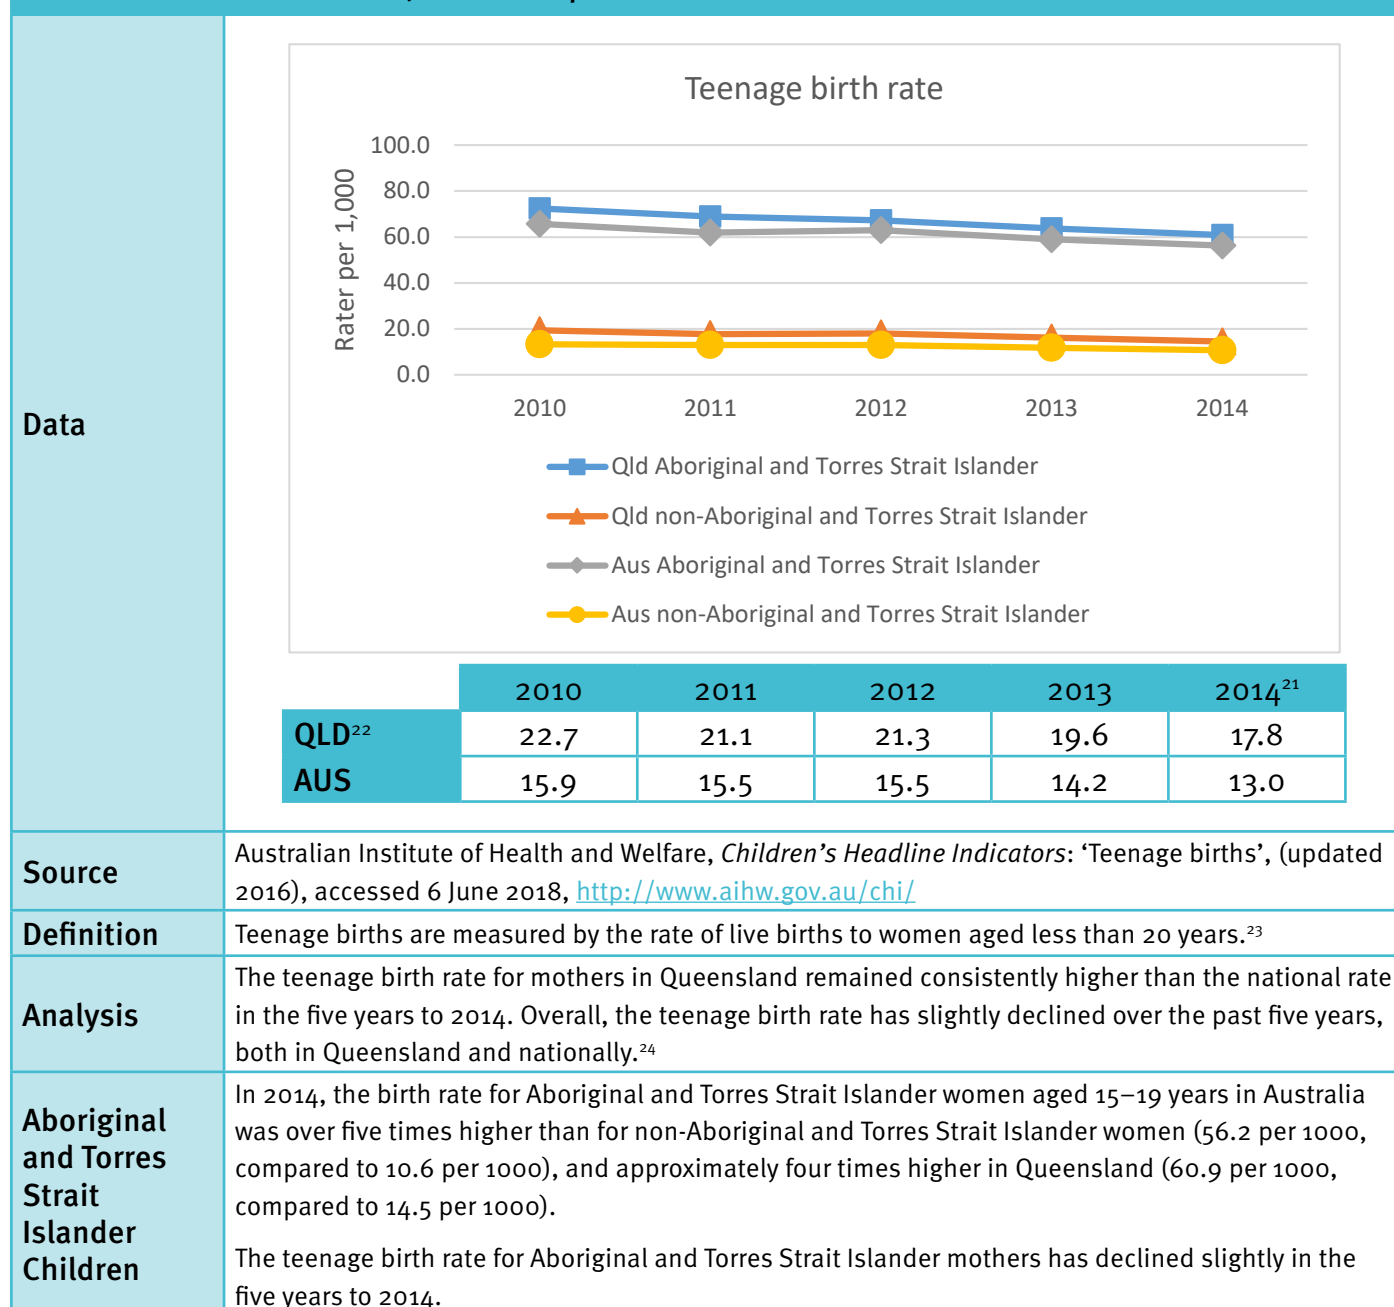 Teenage birth rate
100.0
80.0
60.0
40.0
20.0
0.0
Rater per 1,000
2010 2011 2012 2013 2014
Qld Aboriginal and Torres Strait Islander
Qld non-Aboriginal and Torres Strait Islander
Aus Aboriginal and Torres Strait Islander
Aus non-Aboriginal and Torres Strait Islander
Data
2010 2011 2012 2013 2014²¹
QLD²² 22.7 21.1 21.3 19.6 17.8
AUS 15.9 15.5 15.5 14.2 13.0
Source
Australian Institute of Health and Welfare, Children’s Headline Indicators: ‘Teenage births’, (updated
2016), accessed 6 June 2018, http://www.aihw.gov.au/chi/
Definition
Teenage births are measured by the rate of live births to women aged less than 20 years.²³
Analysis
The teenage birth rate for mothers in Queensland remained consistently higher than the national rate
in the five years to 2014. Overall, the teenage birth rate has slightly declined over the past five years,
both in Queensland and nationally.²⁴
Aboriginal
and Torres
Strait
Islander
Children
In 2014, the birth rate for Aboriginal and Torres Strait Islander women aged 15–19 years in Australia
was over five times higher than for non-Aboriginal and Torres Strait Islander women (56.2 per 1000,
compared to 10.6 per 1000), and approximately four times higher in Queensland (60.9 per 1000,
compared to 14.5 per 1000).
The teenage birth rate for Aboriginal and Torres Strait Islander mothers has declined slightly in the
five years to 2014.